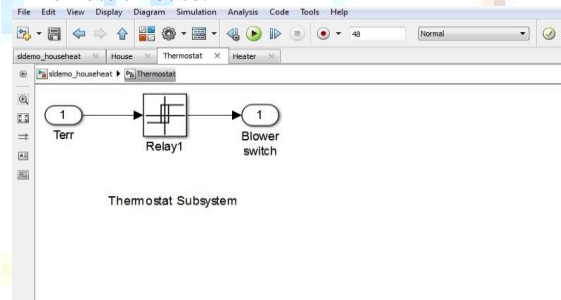 File Edit View Display Diagram Simulation Analysis Code Tools Help
48 Normal
sldemo_househeat House Thermostat Heater
sldemo_househeat Thermostat
1 1
Terr Relay1 Blower switch
Thermostat Subsystem